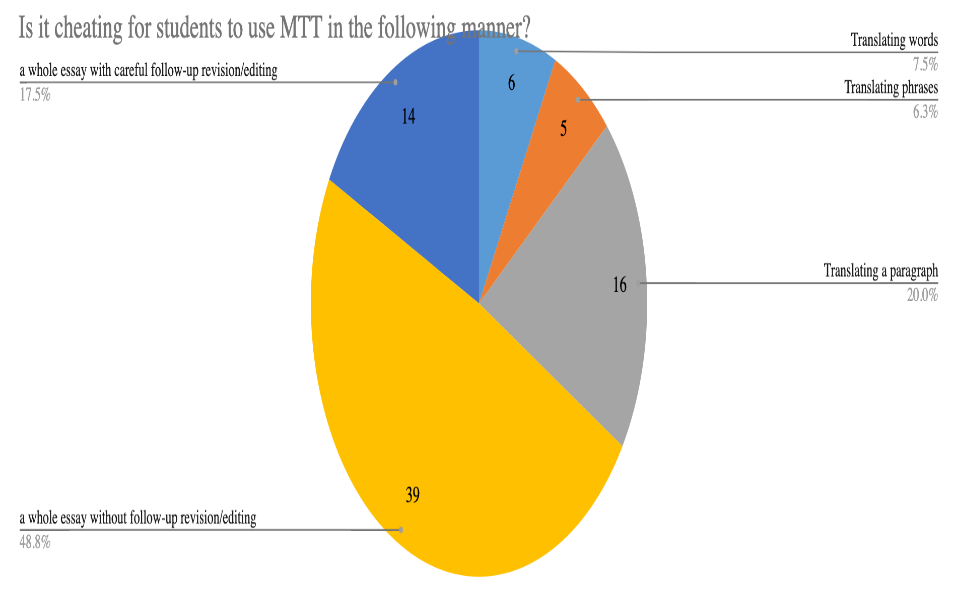 Is it cheating for students to use MTT in the following manner?
Translating words
7.5%
a whole essay with careful follow-up revision/editing
17.5%
Translating phrases
6.3%
6
14
5
Translating a paragraph
20.0%
16
39
a whole essay without follow-up revision/editing
48.8%